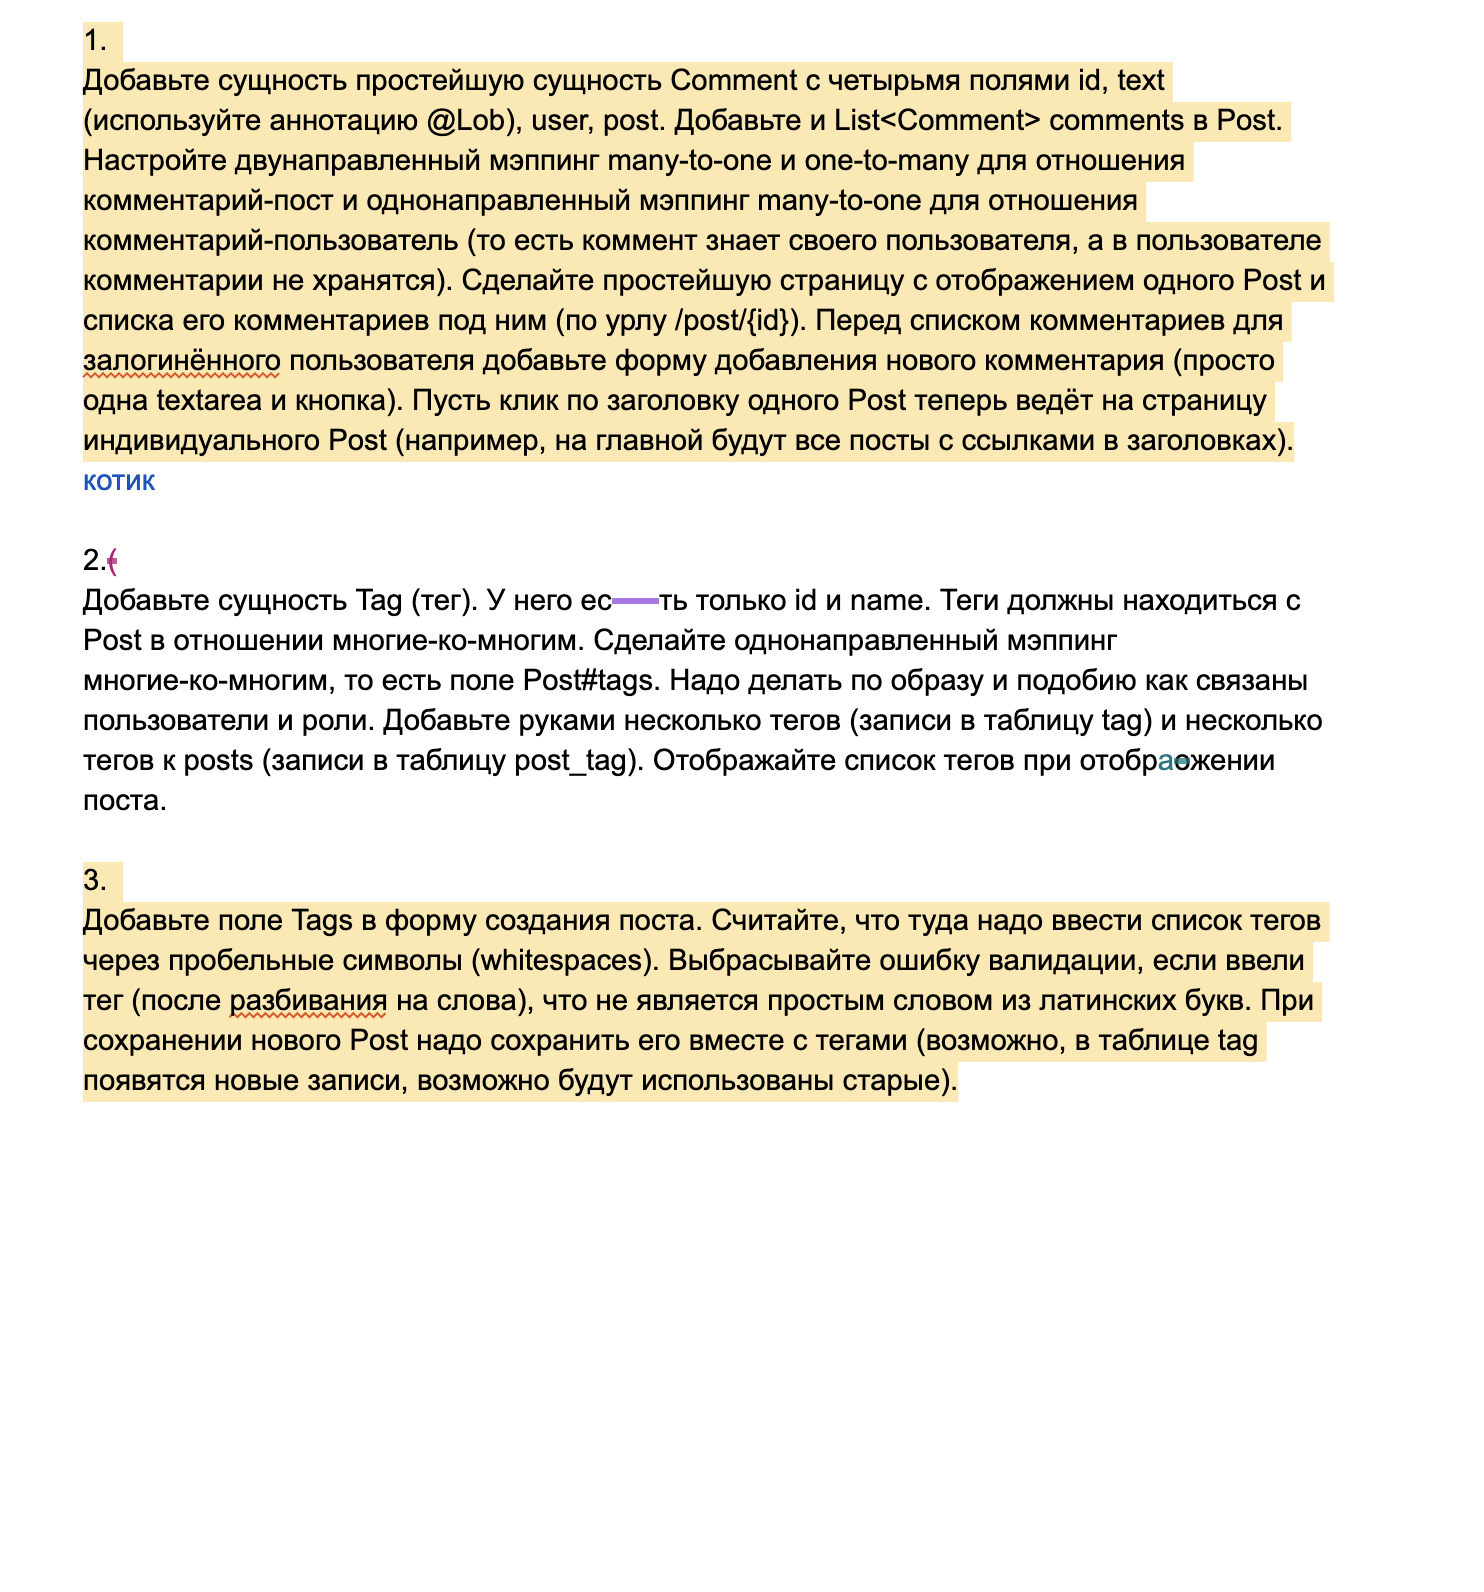 1.
Добавьте сущность простейшую сущность Comment с четырьмя полями id, text
(используйте аннотацию @Lob), user, post. Добавьте и List<Comment> comments в Post.
Настройте двунаправленный мэппинг many-to-one и one-to-many для отношения
комментарий-пост и однонаправленный мэппинг many-to-one для отношения
комментарий-пользователь (то есть коммент знает своего пользователя, а в пользователе
комментарии не хранятся). Сделайте простейшую страницу с отображением одного Post и
списка его комментариев под ним (по урлу /post/{id}). Перед списком комментариев для
залогинённого пользователя добавьте форму добавления нового комментария (просто
одна textarea и кнопка). Пусть клик по заголовку одного Post теперь ведёт на страницу
индивидуального Post (например, на главной будут все посты с ссылками в заголовках).
КОТИК
2.(
Добавьте сущность Tag (тег). У него есть только id и name. Теги должны находиться с
Post в отношении многие-ко-многим. Сделайте однонаправленный мэппинг
многие-ко-многим, то есть поле Post#tags. Надо делать по образу и подобию как связаны
пользователи и роли. Добавьте руками несколько тегов (записи в таблицу tag) и несколько
тегов к posts (записи в таблицу post_tag). Отображайте список тегов при отобраожении
поста.
3.
Добавьте поле Tags в форму создания поста. Считайте, что туда надо ввести список тегов
через пробельные символы (whitespaces). Выбрасывайте ошибку валидации, если ввели
тег (после разбивания на слова), что не является простым словом из латинских букв. При
сохранении нового Post надо сохранить его вместе с тегами (возможно, в таблице tag
появятся новые записи, возможно будут использованы старые).